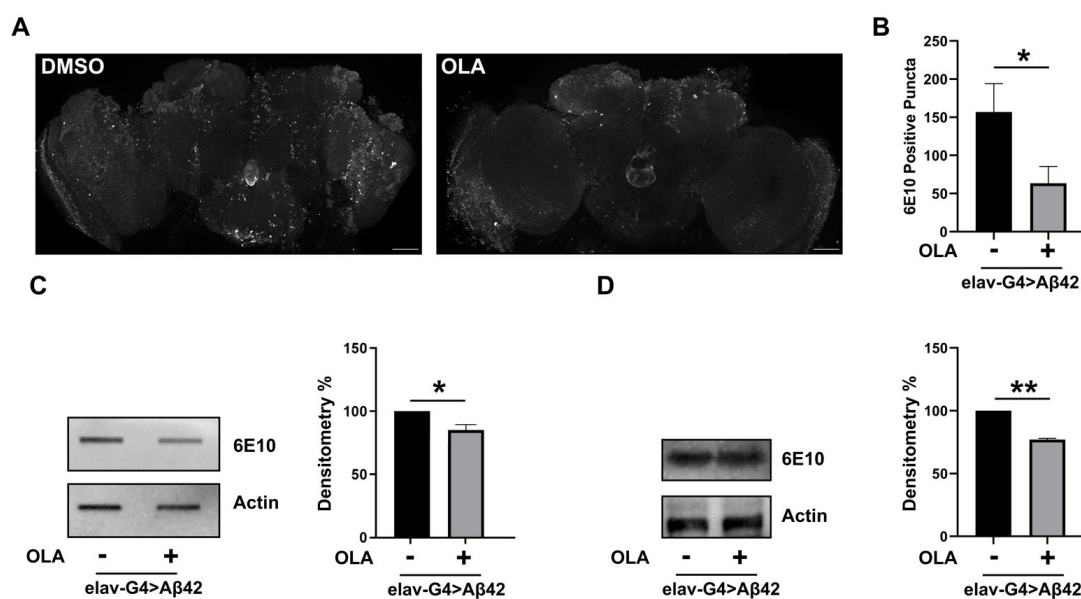 A
DMSO
OLA
B
6E10 Positive Puncta
250
200
150
100
50
0
*
OLA - +
elav-G4>Aβ42
C
6E10
Actin
OLA - +
elav-G4>Aβ42
Densitometry %
150
100
50
0
*
OLA - +
elav-G4>Aβ42
D
6E10
Actin
OLA - +
elav-G4>Aβ42
Densitometry %
150
100
50
0
**
OLA - +
elav-G4>Aβ42